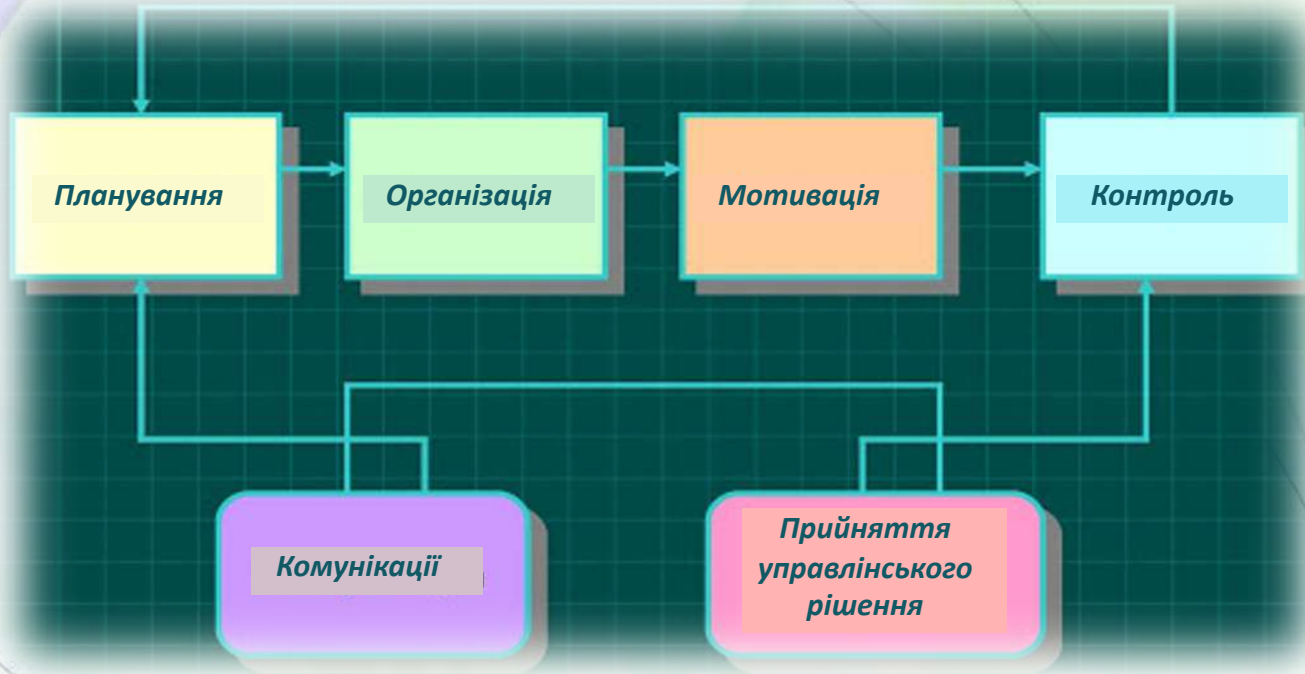 Планування
Організація
Мотивація
Контроль
Комунікації
Прийняття
управлінського
рішення